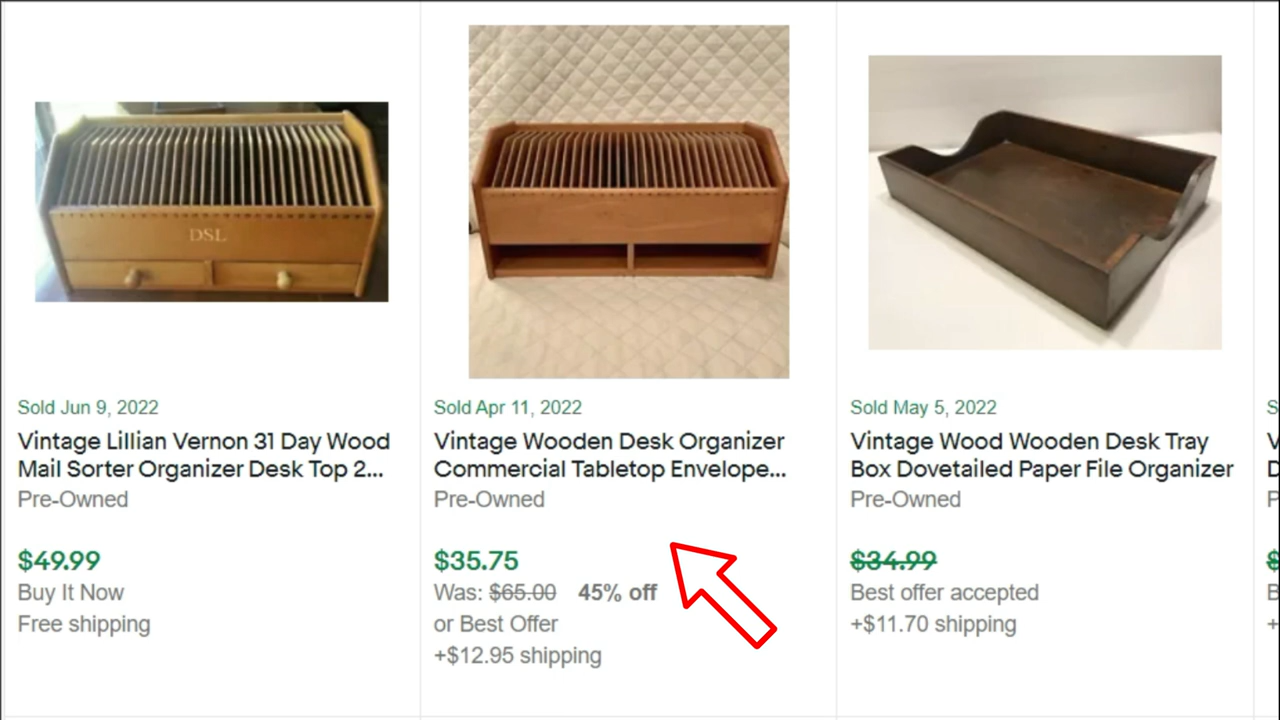 DSL
Sold Jun 9, 2022
Vintage Lillian Vernon 31 Day Wood
Mail Sorter Organizer Desk Top 2...
Pre-Owned
$49.99
Buy It Now
Free shipping
Sold Apr 11, 2022
Vintage Wooden Desk Organizer
Commercial Tabletop Envelope...
Pre-Owned
$35.75
Was: $65.00 45% off
or Best Offer
+$12.95 shipping
Sold May 5, 2022
Vintage Wood Wooden Desk Tray
Box Dovetailed Paper File Organizer
Pre-Owned
$34.99
Best offer accepted
+$11.70 shipping